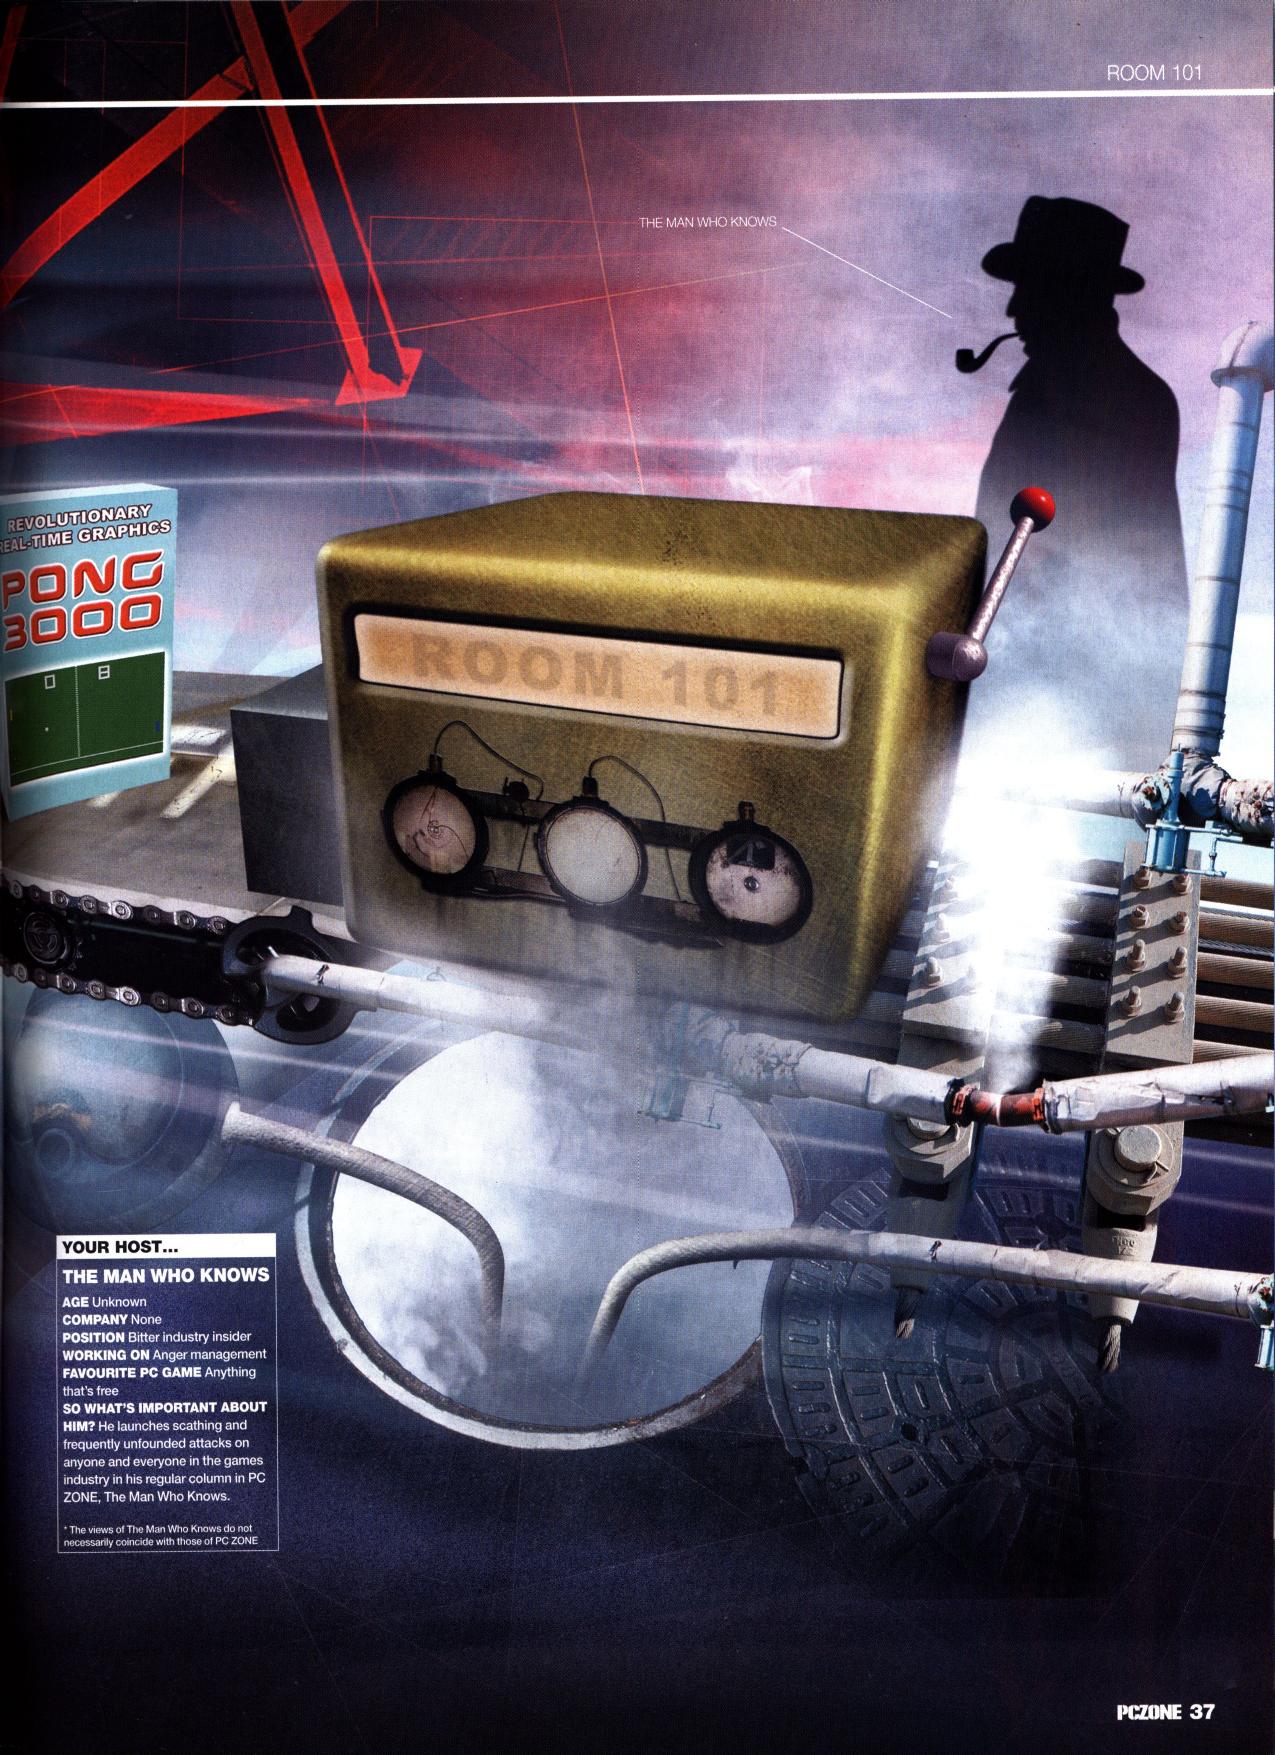 ROOM 101
THE MAN WHO KNOWS
REVOLUTIONARY
REAL-TIME GRAPHICS
PONG
3000
ROOM 101
YOUR HOST...
THE MAN WHO KNOWS
AGE Unknown
COMPANY None
POSITION Bitter industry insider
WORKING ON Anger management
FAVOURITE PC GAME Anything
that's free
SO WHAT'S IMPORTANT ABOUT
HIM? He launches scathing and
frequently unfounded attacks on
anyone and everyone in the games
industry in his regular column in PC
ZONE, The Man Who Knows.
* The views of The Man Who Knows do not
necessarily coincide with those of PC ZONE
PCZONE 37